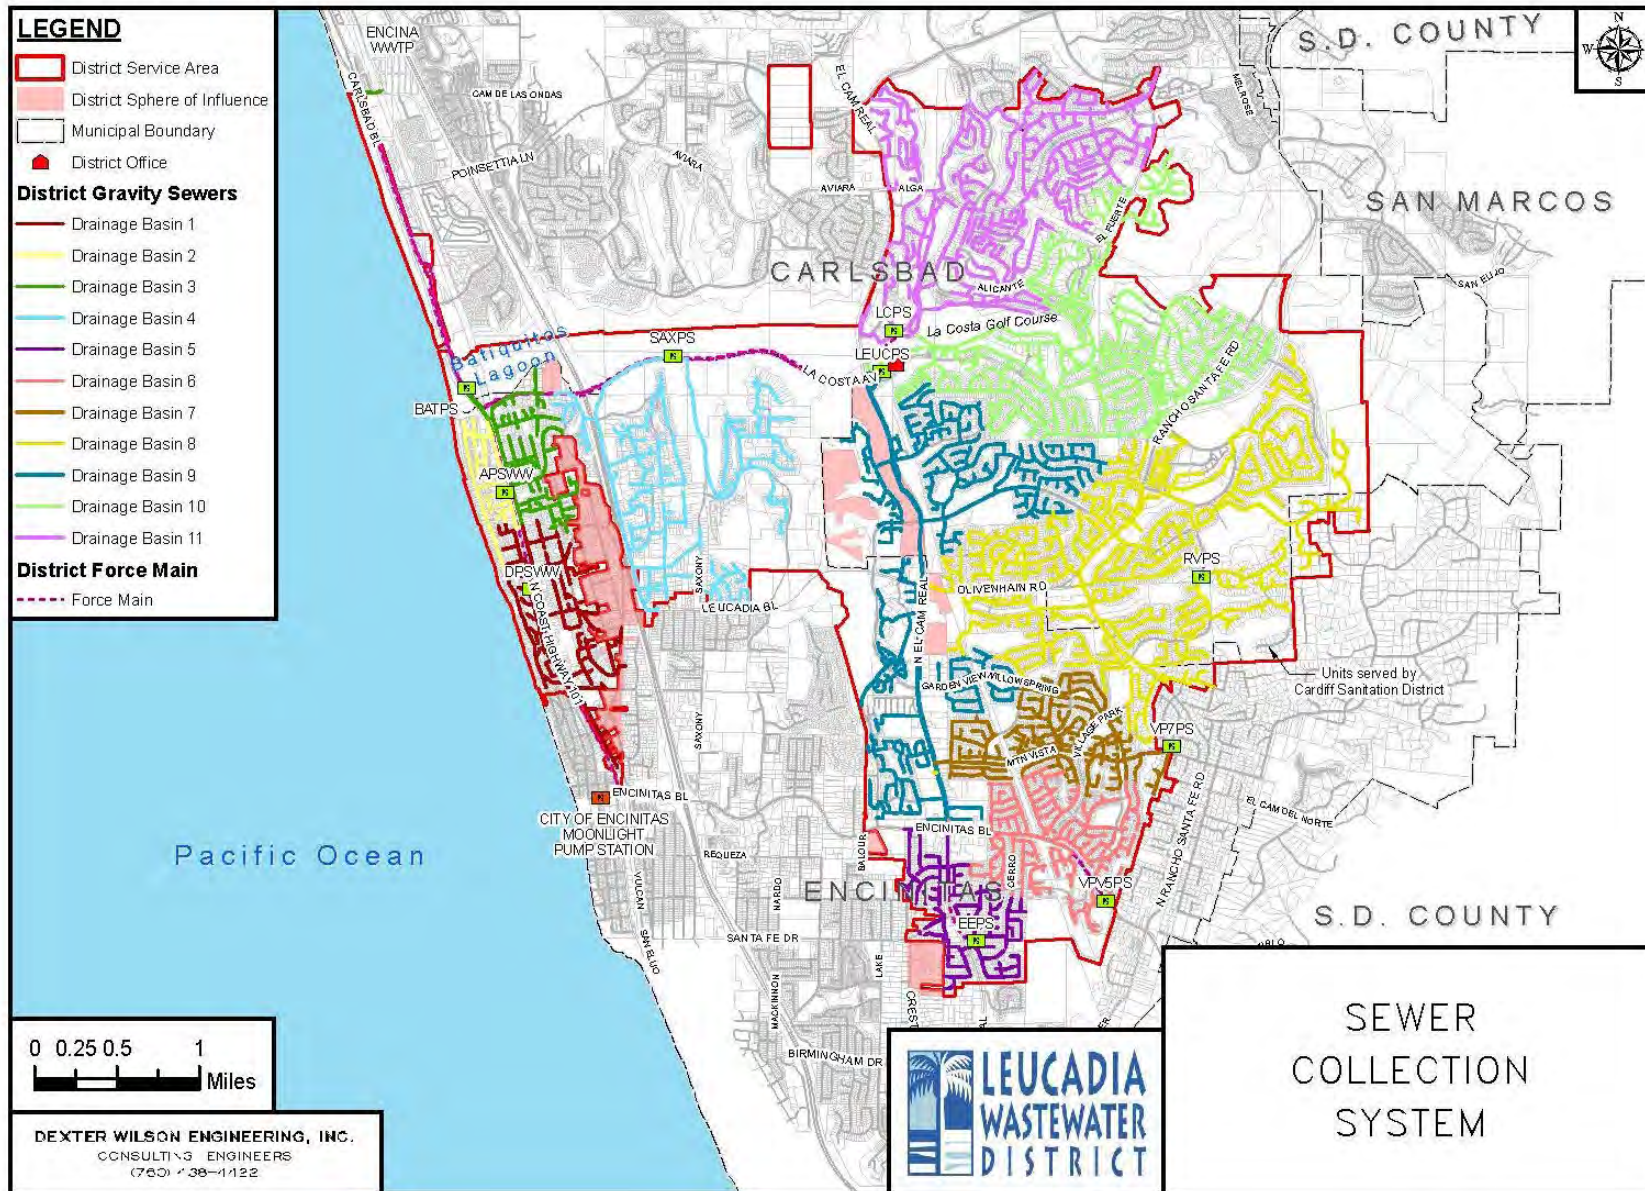 LEGEND
District Service Area
District Sphere of Influence
Municipal Boundary
District Office
District Gravity Sewers
Drainage Basin 1
Drainage Basin 2
Drainage Basin 3
Drainage Basin 4
Drainage Basin 5
Drainage Basin 6
Drainage Basin 7
Drainage Basin 8
Drainage Basin 9
Drainage Basin 10
Drainage Basin 11
District Force Main
Force Main
N
W
S
ENCINA
WWTP
S.D. COUNTY
CARLSBAD BL
CAM DE LAS ONDAS
EL CAM REAL
MELROSE
POINSETTIA LN
AVIARA
AVIARA
ALGA
EL FUERTE
SAN MARCOS
CARLSBAD
ALICANTE
SAN ELIJO
LCPS
La Costa Golf Course
Batiquitos
Lagoon
SAXPS
LEUCPS
LA COSTA AV
RANCHO SANTA FE RD
BATPS
APSWWV
DPSWWV
N COAST HIGHWAY 101
SAXONY
LEUCADIA BL
N EL CAM REAL
OLIVENHAIN RD
RVPS
Units served by
Cardiff Sanitation District
GARDEN VIEW
WILLOWSPRING
SAXONY
MTN VISTA
VILLAGE PARK
VP7PS
ENCINITAS BL
CITY OF ENCINITAS
MOONLIGHT
PUMP STATION
N RANCHO SANTA FE RD
EL CAM DEL NORTE
ENCINITAS BL
Pacific Ocean
REQUEZA
BALOUR
VULCAN
NARDO
ENCINITAS
VPV5PS
S.D. COUNTY
EEPS
SANTA FE DR
SAN ELIJO
LAKE
MACKINNON
CREST
BIRMINGHAM DR
0 0.25 0.5 1
Miles
DEXTER WILSON ENGINEERING, INC.
CONSULTING ENGINEERS
LEUCADIA
WASTEWATER
DISTRICT
SEWER
COLLECTION
SYSTEM